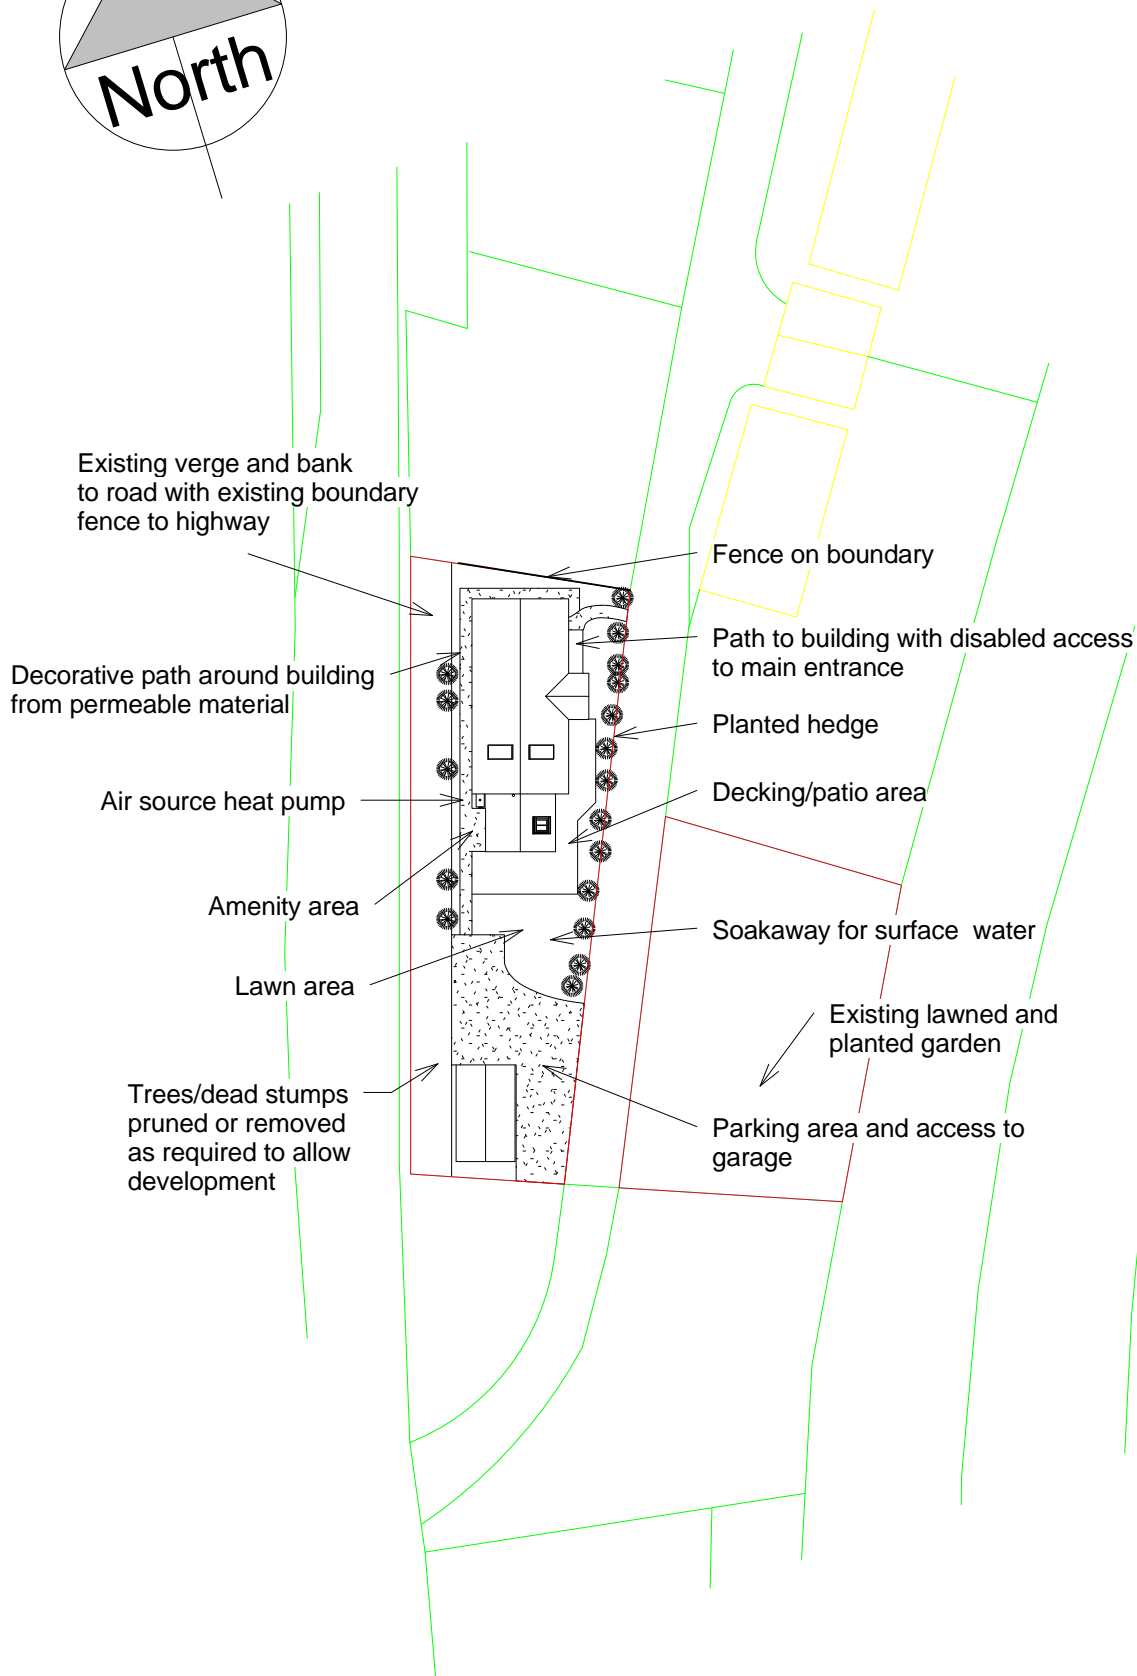 North
Existing verge and bank
to road with existing boundary
fence to highway
Fence on boundary
Path to building with disabled access
to main entrance
Decorative path around building
from permeable material
Planted hedge
Air source heat pump
Decking/patio area
Amenity area
Soakaway for surface water
Lawn area
Existing lawned and
planted garden
Trees/dead stumps
pruned or removed
as required to allow
development
Parking area and access to
garage